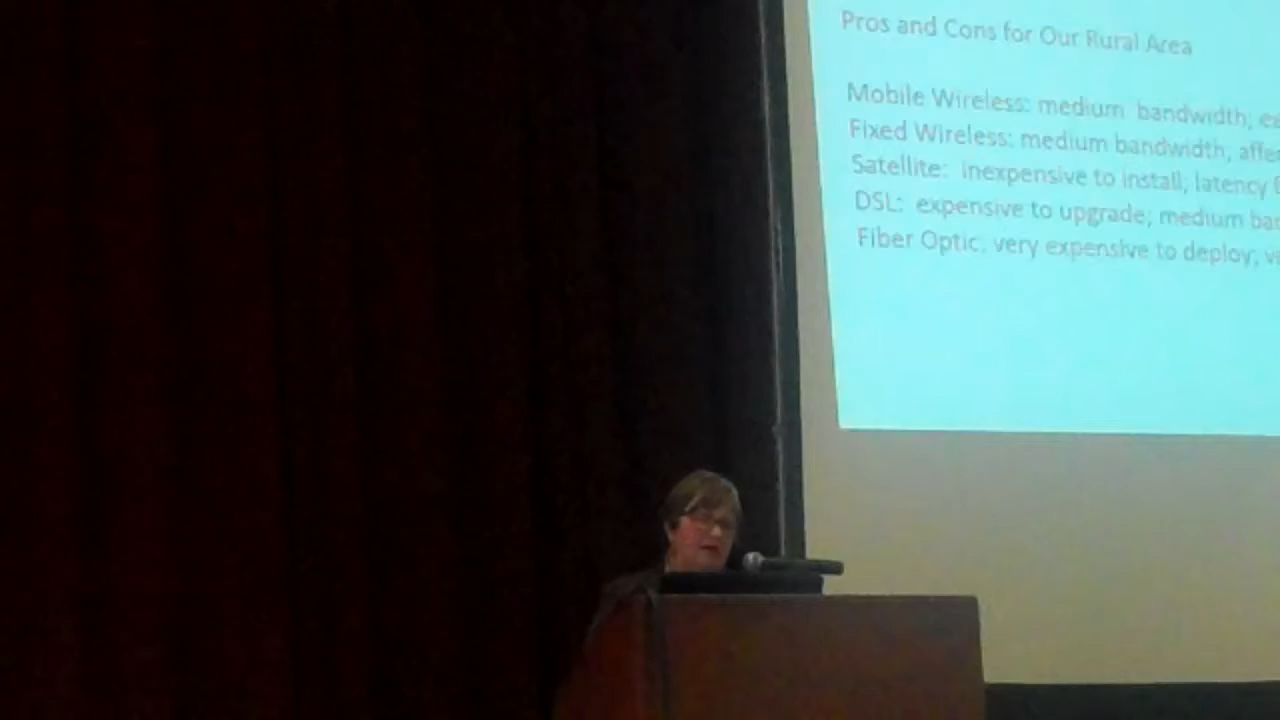 Pros and Cons for Our Rural Area
Mobile Wireless: medium bandwidth;
Fixed Wireless: medium bandwidth;
Satellite: inexpensive to install; latency
DSL: expensive to upgrade; medium
Fiber Optic: very expensive to deploy;